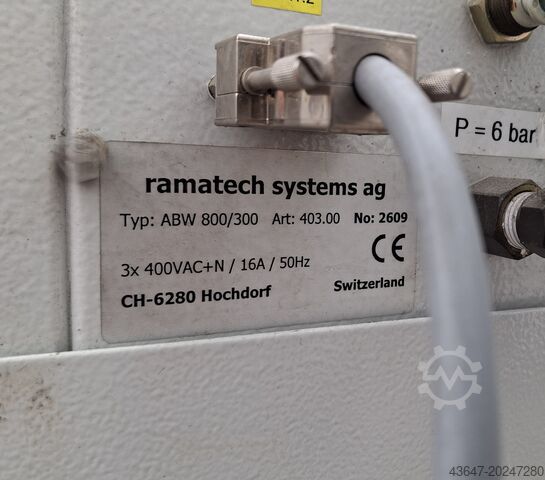 P = 6 bar
ramatech systems ag
Typ: ABW 800/300 Art: 403.00 No: 2609
CE
3x 400VAC+N / 16A / 50Hz
CH-6280 Hochdorf Switzerland
43647-20247280